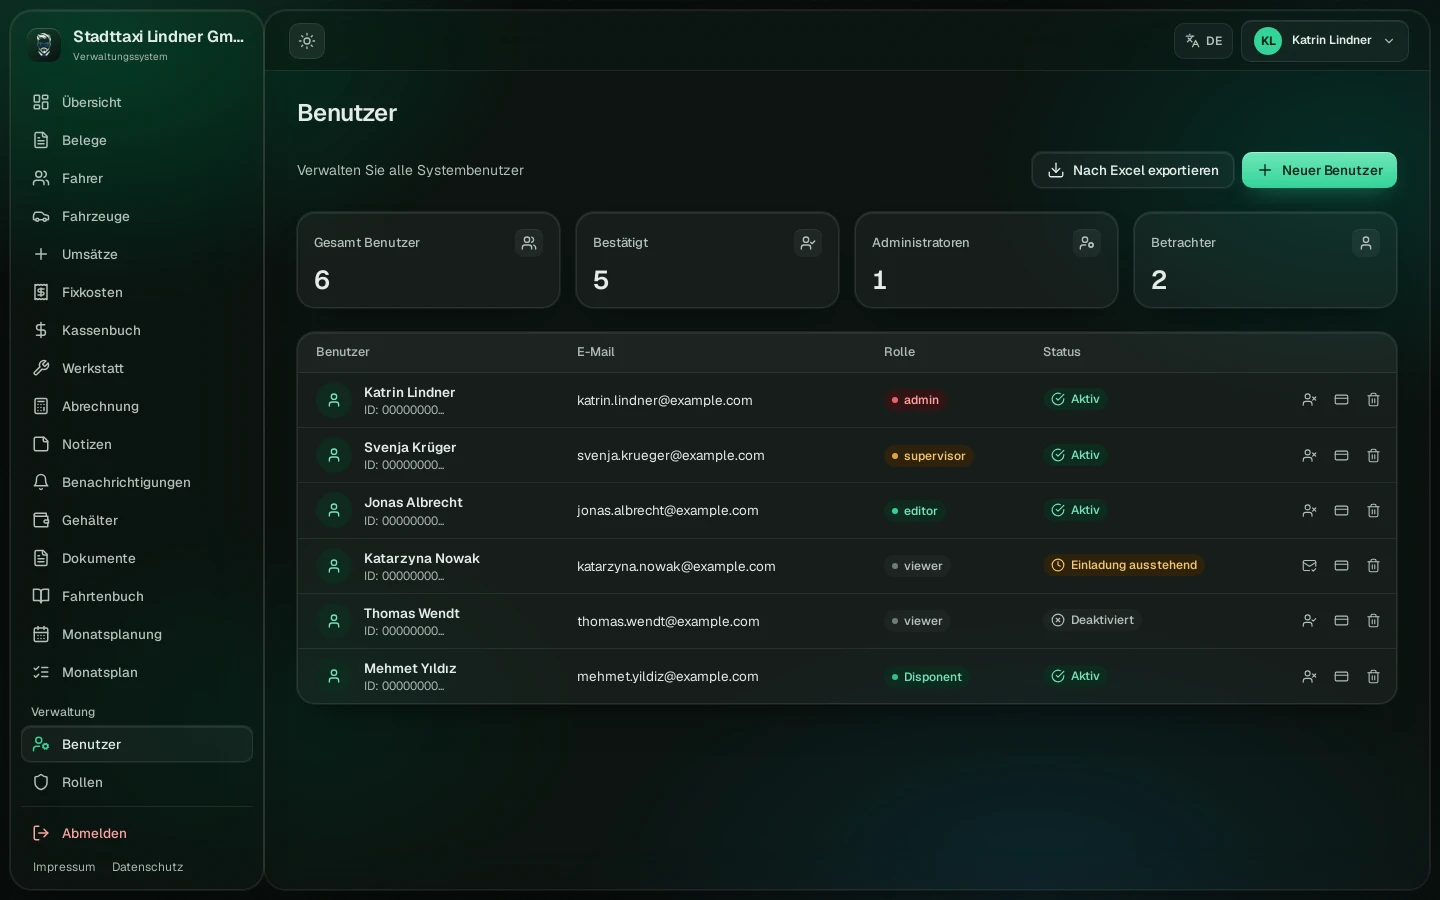 Stadttaxi Lindner Gm...
Verwaltungssystem
Übersicht
Belege
Fahrer
Fahrzeuge
Umsätze
Fixkosten
Kassenbuch
Werkstatt
Abrechnung
Notizen
Benachrichtigungen
Gehälter
Dokumente
Fahrtenbuch
Monatsplanung
Monatsplan
Verwaltung
Benutzer
Rollen
Abmelden
Impressum Datenschutz
DE
KL Katrin Lindner
Benutzer
Verwalten Sie alle Systembenutzer
Nach Excel exportieren
Neuer Benutzer
Gesamt Benutzer
6
Bestätigt
5
Administratoren
1
Betrachter
2
Benutzer E-Mail Rolle Status
Katrin Lindner
ID: 00000000...
katrin.lindner@example.com admin Aktiv
Svenja Krüger
ID: 00000000...
svenja.krueger@example.com supervisor Aktiv
Jonas Albrecht
ID: 00000000...
jonas.albrecht@example.com editor Aktiv
Katarzyna Nowak
ID: 00000000...
katarzyna.nowak@example.com viewer Einladung ausstehend
Thomas Wendt
ID: 00000000...
thomas.wendt@example.com viewer Deaktiviert
Mehmet Yıldız
ID: 00000000...
mehmet.yildiz@example.com Disponent Aktiv